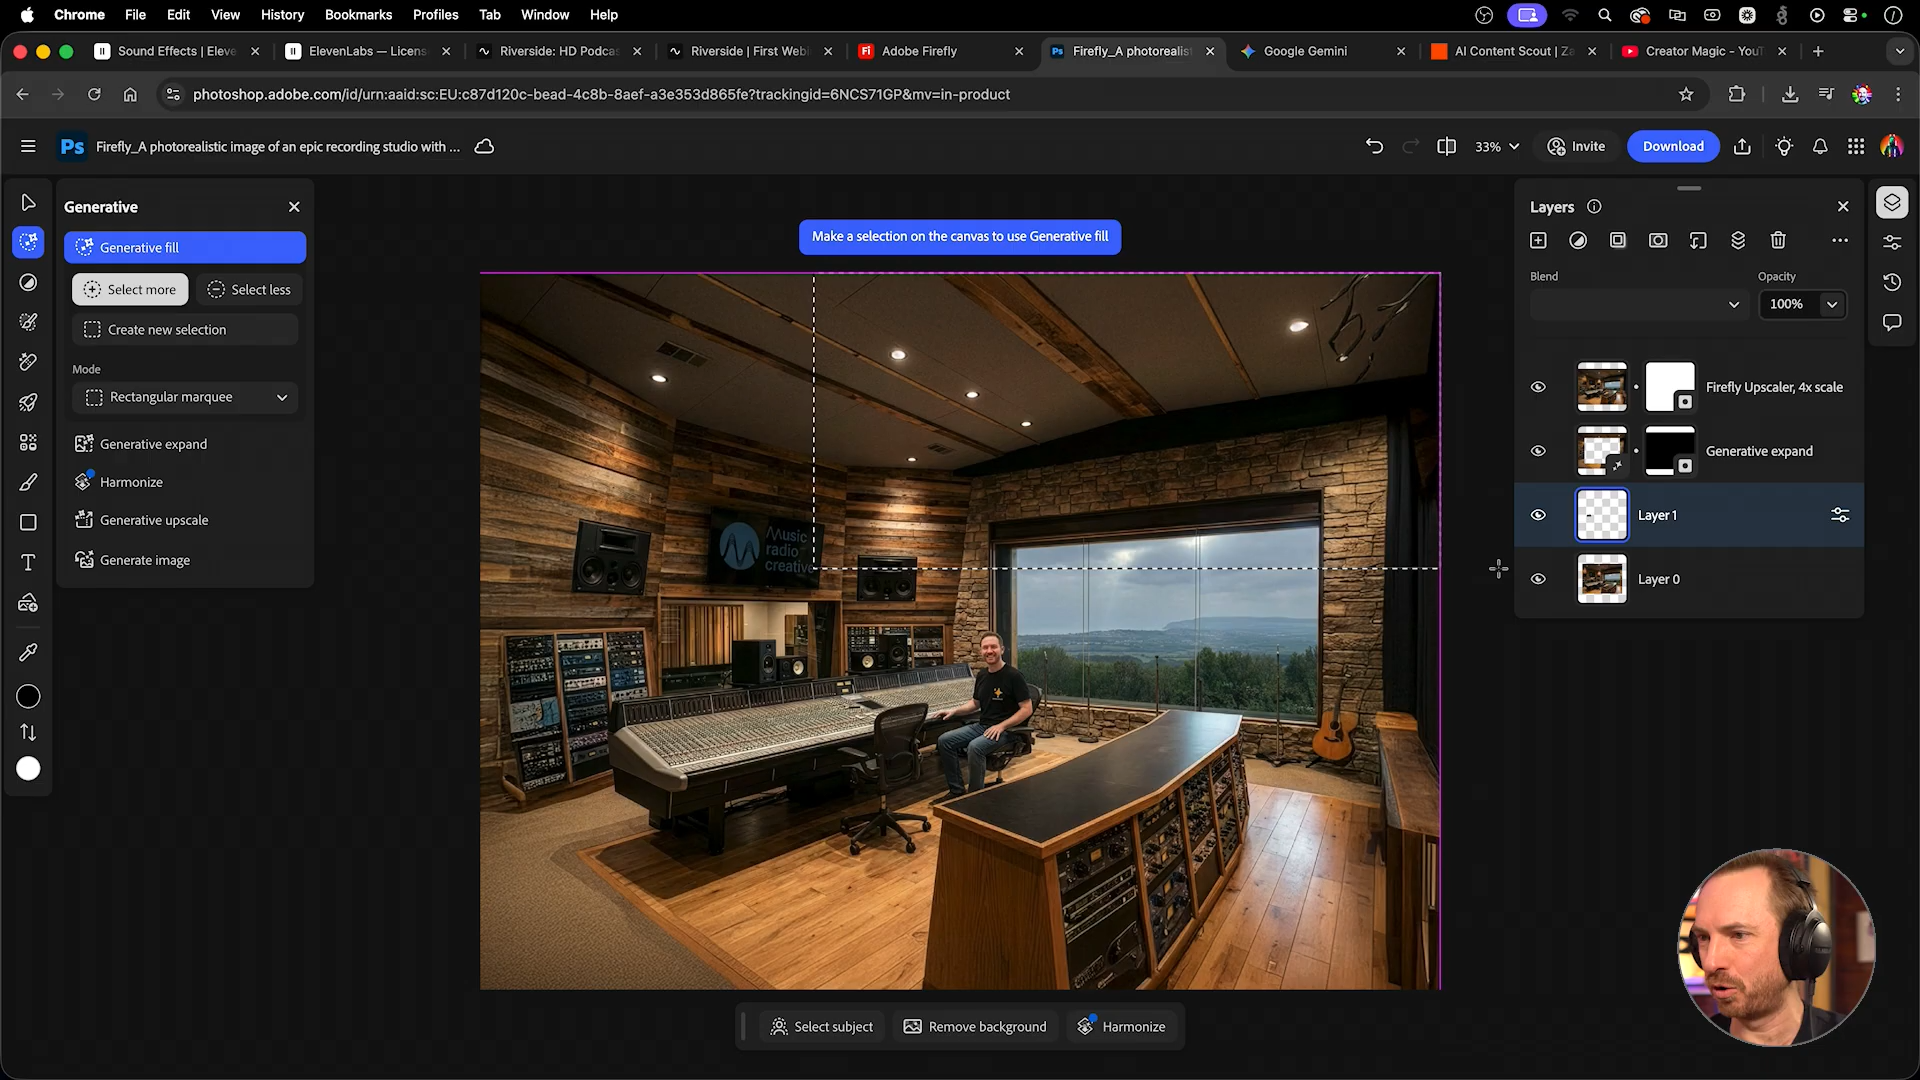 Chrome File Edit View History Bookmarks Profiles Tab Window Help
Sound Effects | Eleve
ElevenLabs — Licens
Riverside: HD Podcas
Riverside | First Webi
Adobe Firefly
Firefly_A photorealist
Google Gemini
AI Content Scout | Za
Creator Magic - YouT
photoshop.adobe.com/id/urn:aaid:sc:EU:c87d120c-bead-4c8b-8aef-a3e353d865fe?trackingid=6NCS71GP&mv=in-product
Ps Firefly_A photorealistic image of an epic recording studio with ...
33%
Invite
Download
Generative
Generative fill
Select more
Select less
Create new selection
Mode
Rectangular marquee
Generative expand
Harmonize
Generative upscale
Generate image
Make a selection on the canvas to use Generative fill
Music
radio
creative
Select subject
Remove background
Harmonize
Layers
Blend
Opacity
100%
Firefly Upscaler, 4x scale
Generative expand
Layer 1
Layer 0